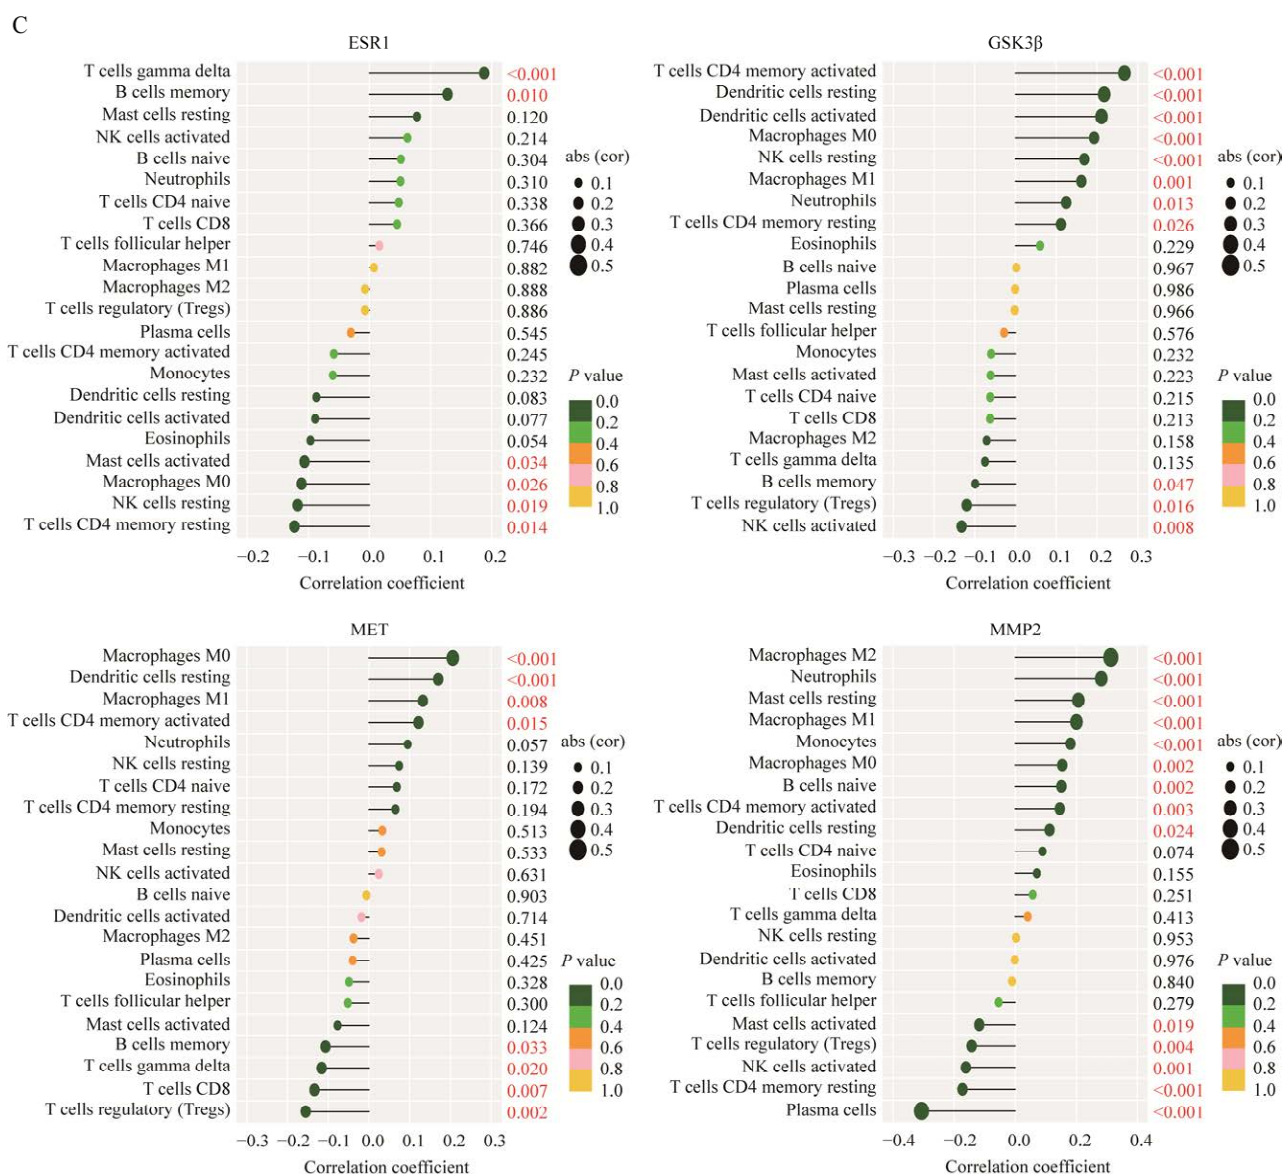 C
ESR1
T cells gamma delta <0.001
B cells memory 0.010
Mast cells resting 0.120
NK cells activated 0.214
B cells naive 0.304
Neutrophils 0.310
T cells CD4 naive 0.338
T cells CD8 0.366
T cells follicular helper 0.746
Macrophages M1 0.882
Macrophages M2 0.888
T cells regulatory (Tregs) 0.886
Plasma cells 0.545
T cells CD4 memory activated 0.245
Monocytes 0.232
Dendritic cells resting 0.083
Dendritic cells activated 0.077
Eosinophils 0.054
Mast cells activated 0.034
Macrophages M0 0.026
NK cells resting 0.019
T cells CD4 memory resting 0.014
−0.2 −0.1 0.0 0.1 0.2
Correlation coefficient
abs (cor)
0.1
0.2
0.3
0.4
0.5
P value
0.0
0.2
0.4
0.6
0.8
1.0
GSK3β
T cells CD4 memory activated <0.001
Dendritic cells resting <0.001
Dendritic cells activated <0.001
Macrophages M0 <0.001
NK cells resting <0.001
Macrophages M1 0.001
Neutrophils 0.013
T cells CD4 memory resting 0.026
Eosinophils 0.229
B cells naive 0.967
Plasma cells 0.986
Mast cells resting 0.966
T cells follicular helper 0.576
Monocytes 0.232
Mast cells activated 0.223
T cells CD4 naive 0.215
T cells CD8 0.213
Macrophages M2 0.158
T cells gamma delta 0.135
B cells memory 0.047
T cells regulatory (Tregs) 0.016
NK cells activated 0.008
−0.3 −0.2 −0.1 0.0 0.1 0.2 0.3
Correlation coefficient
abs (cor)
0.1
0.2
0.3
0.4
0.5
P value
0.0
0.2
0.4
0.6
0.8
1.0
MET
Macrophages M0 <0.001
Dendritic cells resting <0.001
Macrophages M1 0.008
T cells CD4 memory activated 0.015
Neutrophils 0.057
NK cells resting 0.139
T cells CD4 naive 0.172
T cells CD4 memory resting 0.194
Monocytes 0.513
Mast cells resting 0.533
NK cells activated 0.631
B cells naive 0.903
Dendritic cells activated 0.714
Macrophages M2 0.451
Plasma cells 0.425
Eosinophils 0.328
T cells follicular helper 0.300
Mast cells activated 0.124
B cells memory 0.033
T cells gamma delta 0.020
T cells CD8 0.007
T cells regulatory (Tregs) 0.002
−0.3 −0.2 −0.1 0.0 0.1 0.2 0.3
Correlation coefficient
abs (cor)
0.1
0.2
0.3
0.4
0.5
P value
0.0
0.2
0.4
0.6
0.8
1.0
MMP2
Macrophages M2 <0.001
Neutrophils <0.001
Mast cells resting <0.001
Macrophages M1 <0.001
Monocytes <0.001
Macrophages M0 0.002
B cells naive 0.002
T cells CD4 memory activated 0.003
Dendritic cells resting 0.024
T cells CD4 naive 0.074
Eosinophils 0.155
T cells CD8 0.251
T cells gamma delta 0.413
NK cells resting 0.953
Dendritic cells activated 0.976
B cells memory 0.840
T cells follicular helper 0.279
Mast cells activated 0.019
T cells regulatory (Tregs) 0.004
NK cells activated 0.001
T cells CD4 memory resting <0.001
Plasma cells <0.001
−0.4 −0.2 0.0 0.2 0.4
Correlation coefficient
abs (cor)
0.1
0.2
0.3
0.4
0.5
P value
0.0
0.2
0.4
0.6
0.8
1.0